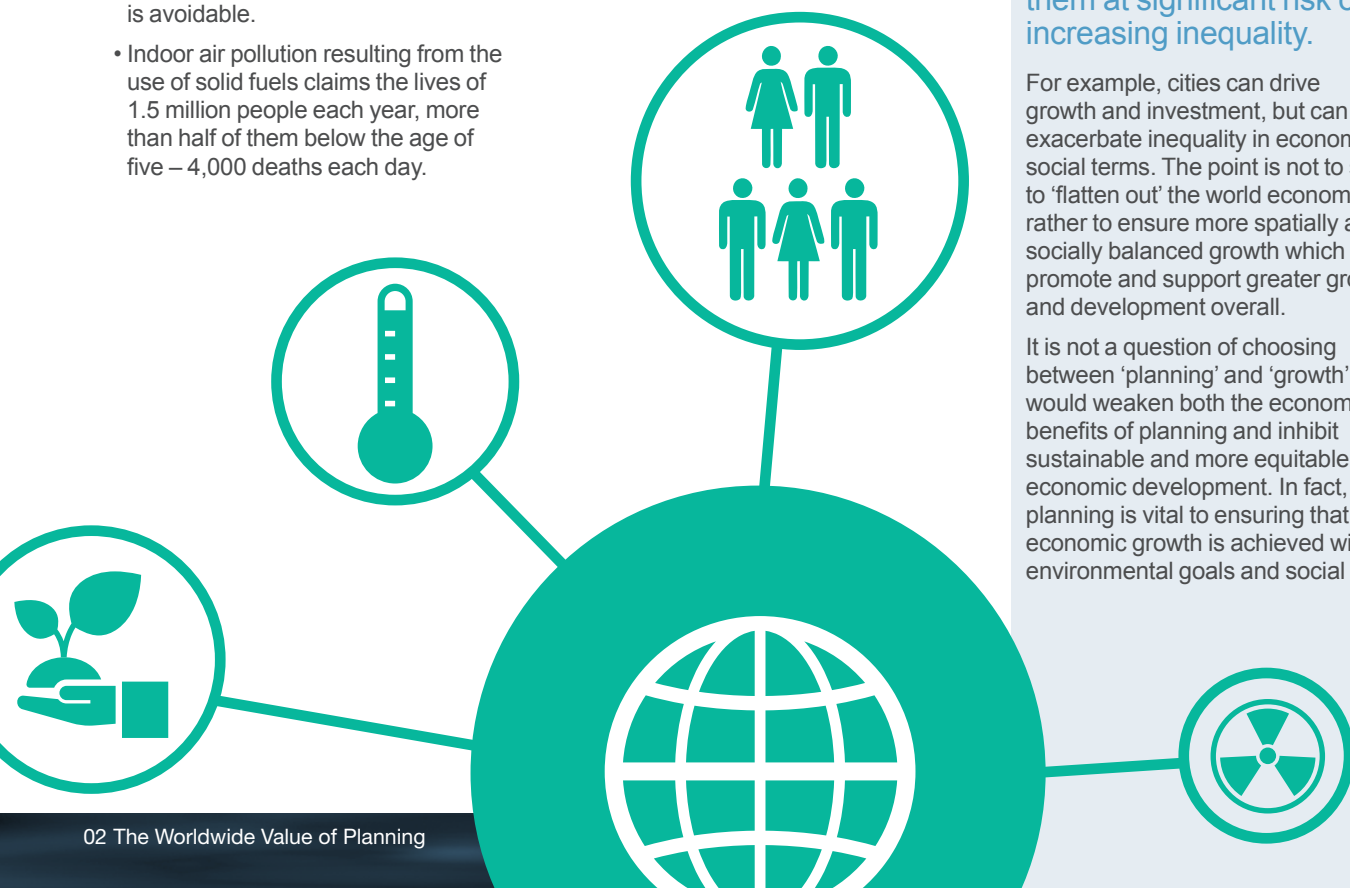 is avoidable.
• Indoor air pollution resulting from the
use of solid fuels claims the lives of
1.5 million people each year, more
than half of them below the age of
five – 4,000 deaths each day.
them at significant risk
increasing inequality.
For example, cities can drive
growth and investment, but can
exacerbate inequality in
social terms. The point is not to
to ‘flatten out’ the world
rather to ensure more spatially
socially balanced growth which
promote and support greater
and development overall.
It is not a question of choosing
between ‘planning’ and ‘growth’
would weaken both the
benefits of planning and inhibit
sustainable and more equitable
economic development. In fact,
planning is vital to ensuring that
economic growth is achieved
environmental goals and social
02 The Worldwide Value of Planning